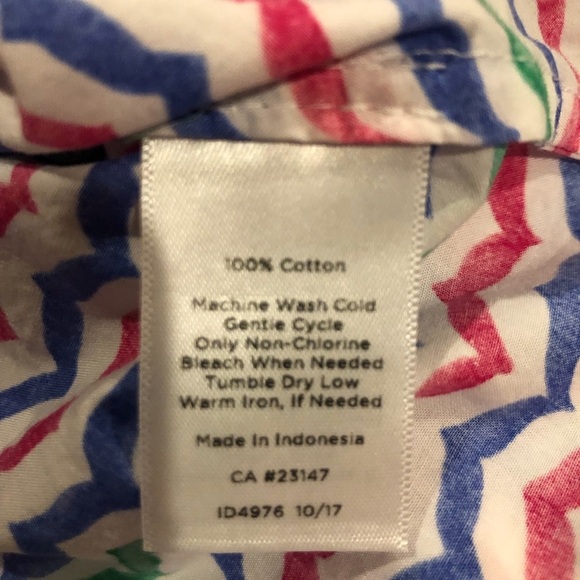 100% Cotton
Machine Wash Cold
Gentle Cycle
Only Non-Chlorine
Bleach When Needed
Tumble Dry Low
Warm Iron, If Needed
Made In Indonesia
CA #23147
ID4976 10/17